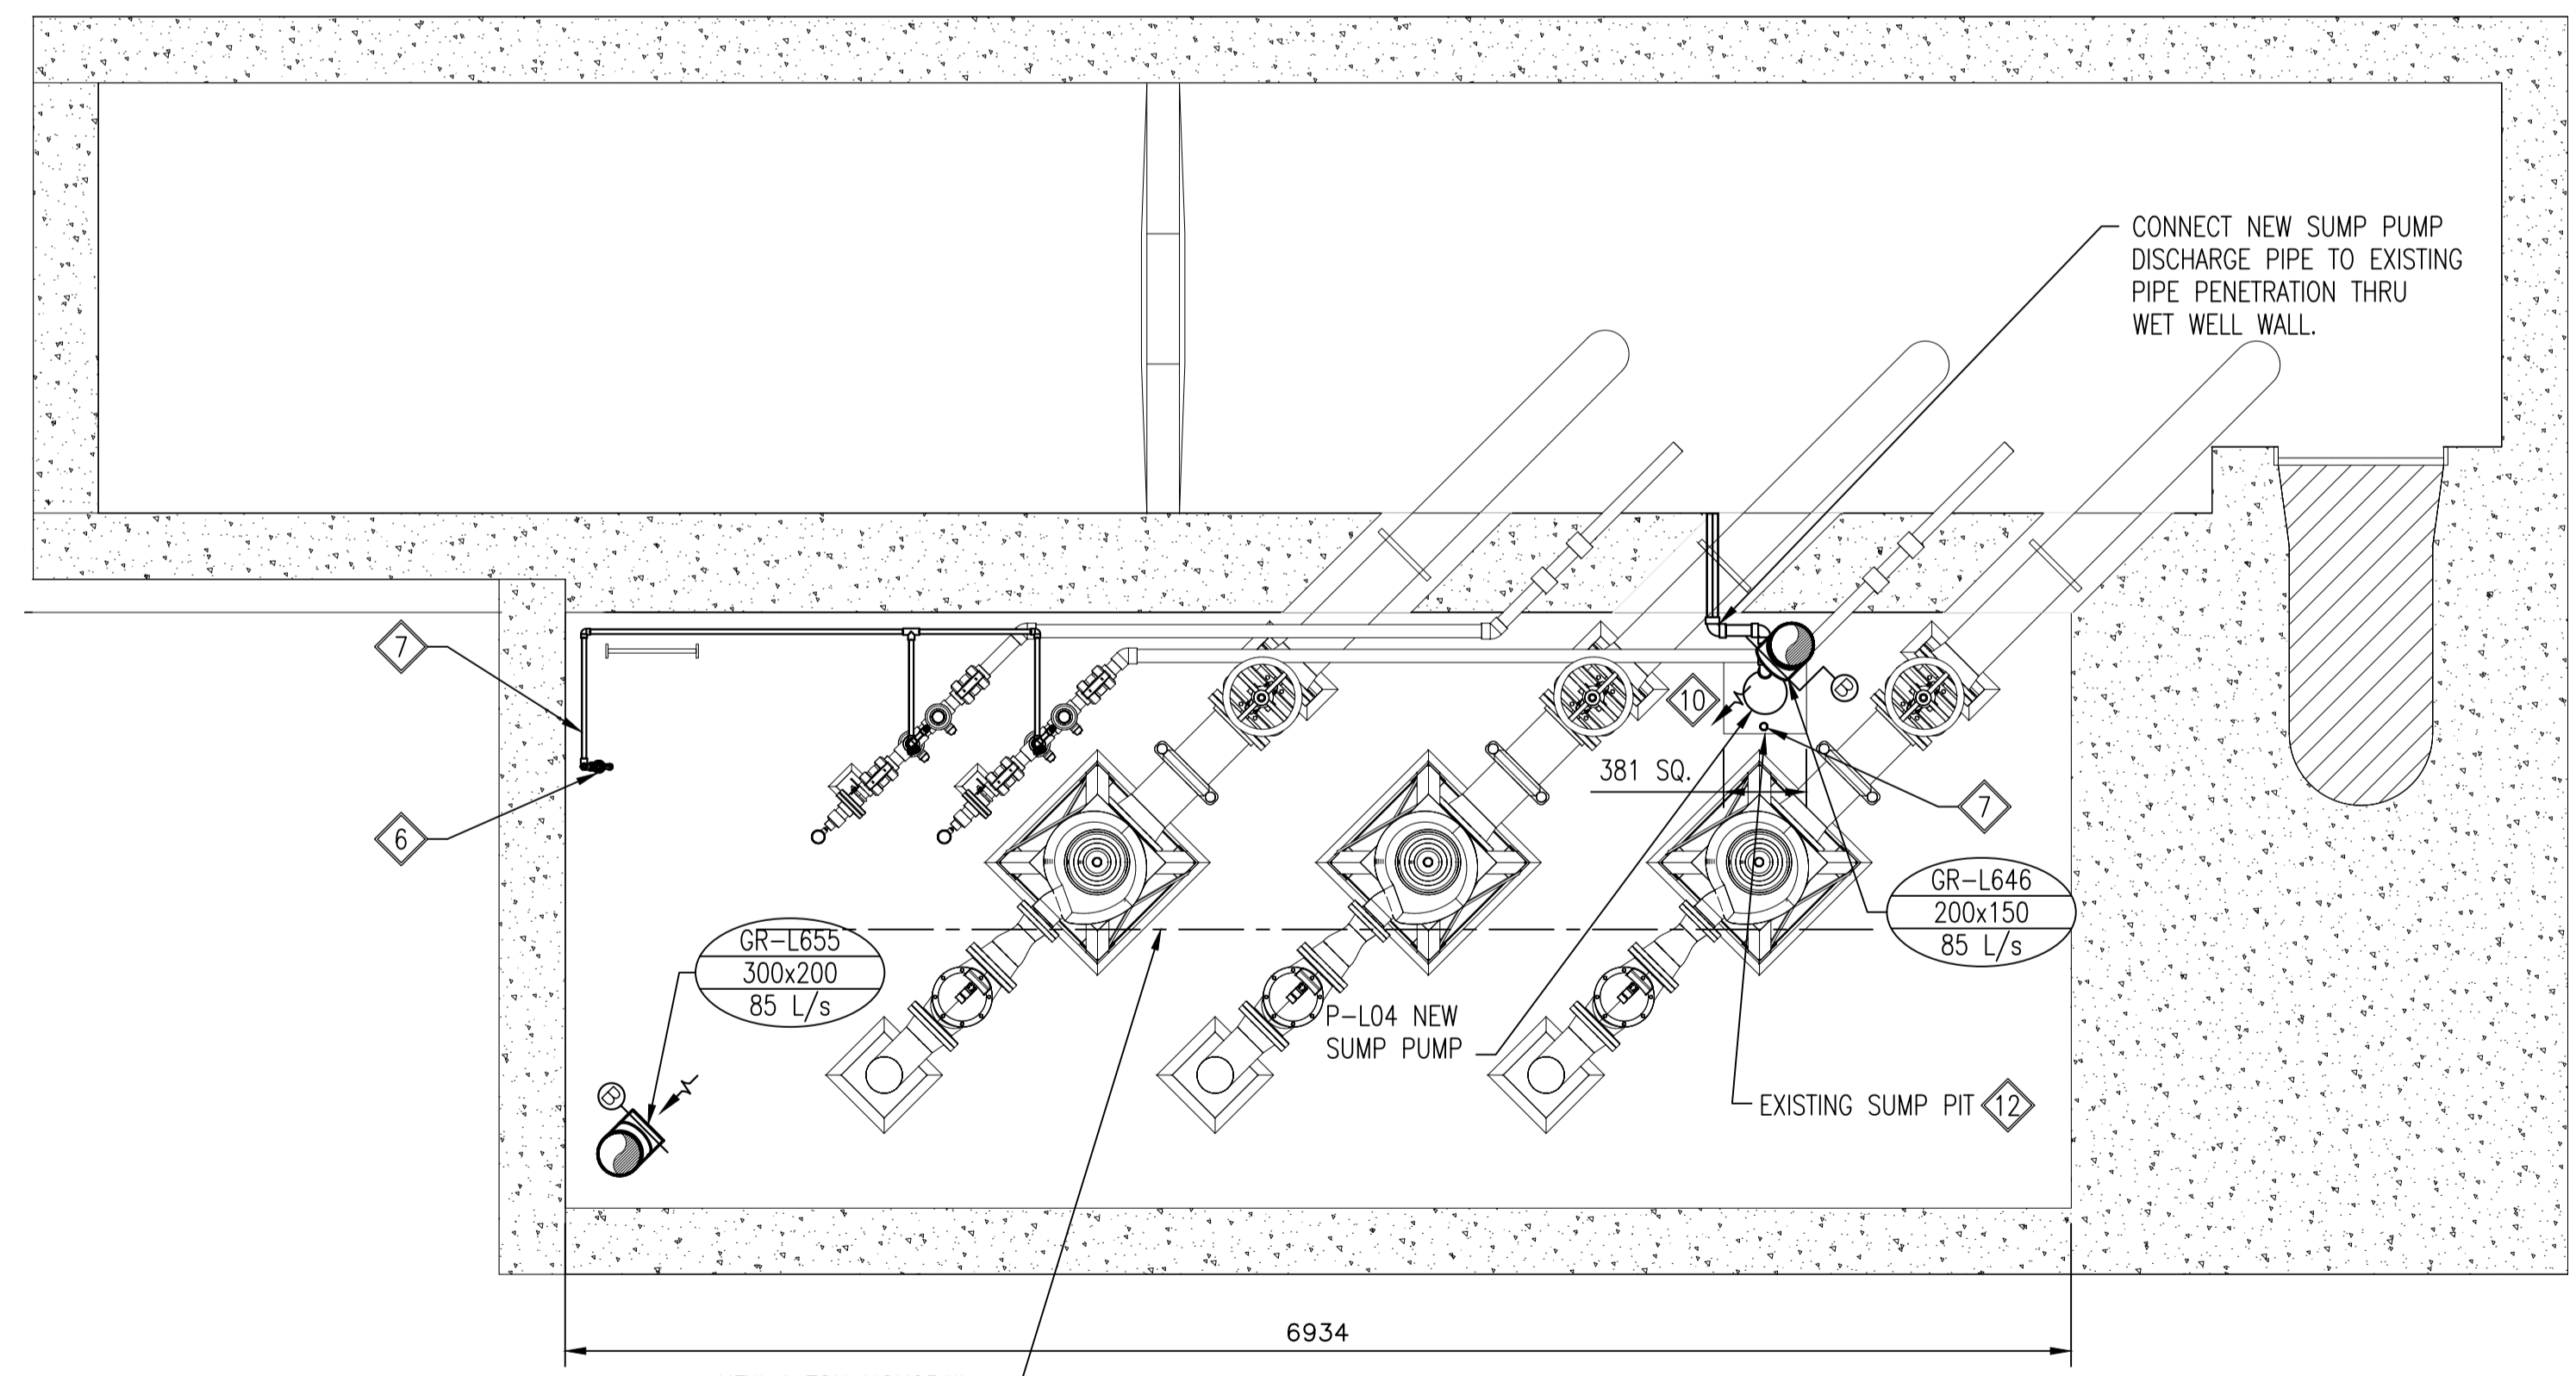 CONNECT NEW SUMP PUMP
DISCHARGE PIPE TO EXISTING
PIPE PENETRATION THRU
WET WELL WALL.
7
6
10
B
381 SQ.
7
GR-L646
200x150
85 L/s
GR-L655
300x200
85 L/s
P-L04 NEW
SUMP PUMP
B
EXISTING SUMP PIT 12
6934